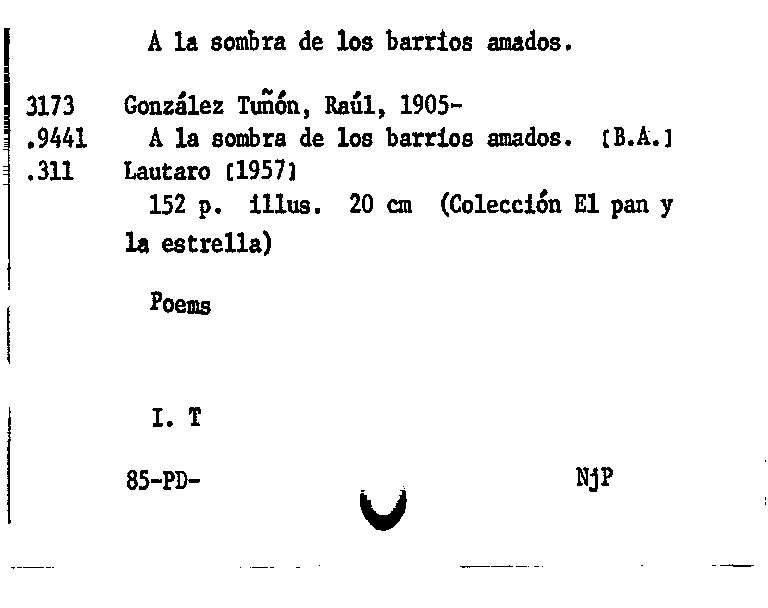 A la sombra de los barrios amados.
3173 González Tuñón, Raúl, 1905-
.9441 A la sombra de los barrios amados. [B.A.]
.311 Lautaro [1957]
152 p. illus. 20 cm (Colección El pan y
la estrella)
Poems
I. T
85-PD- NjP